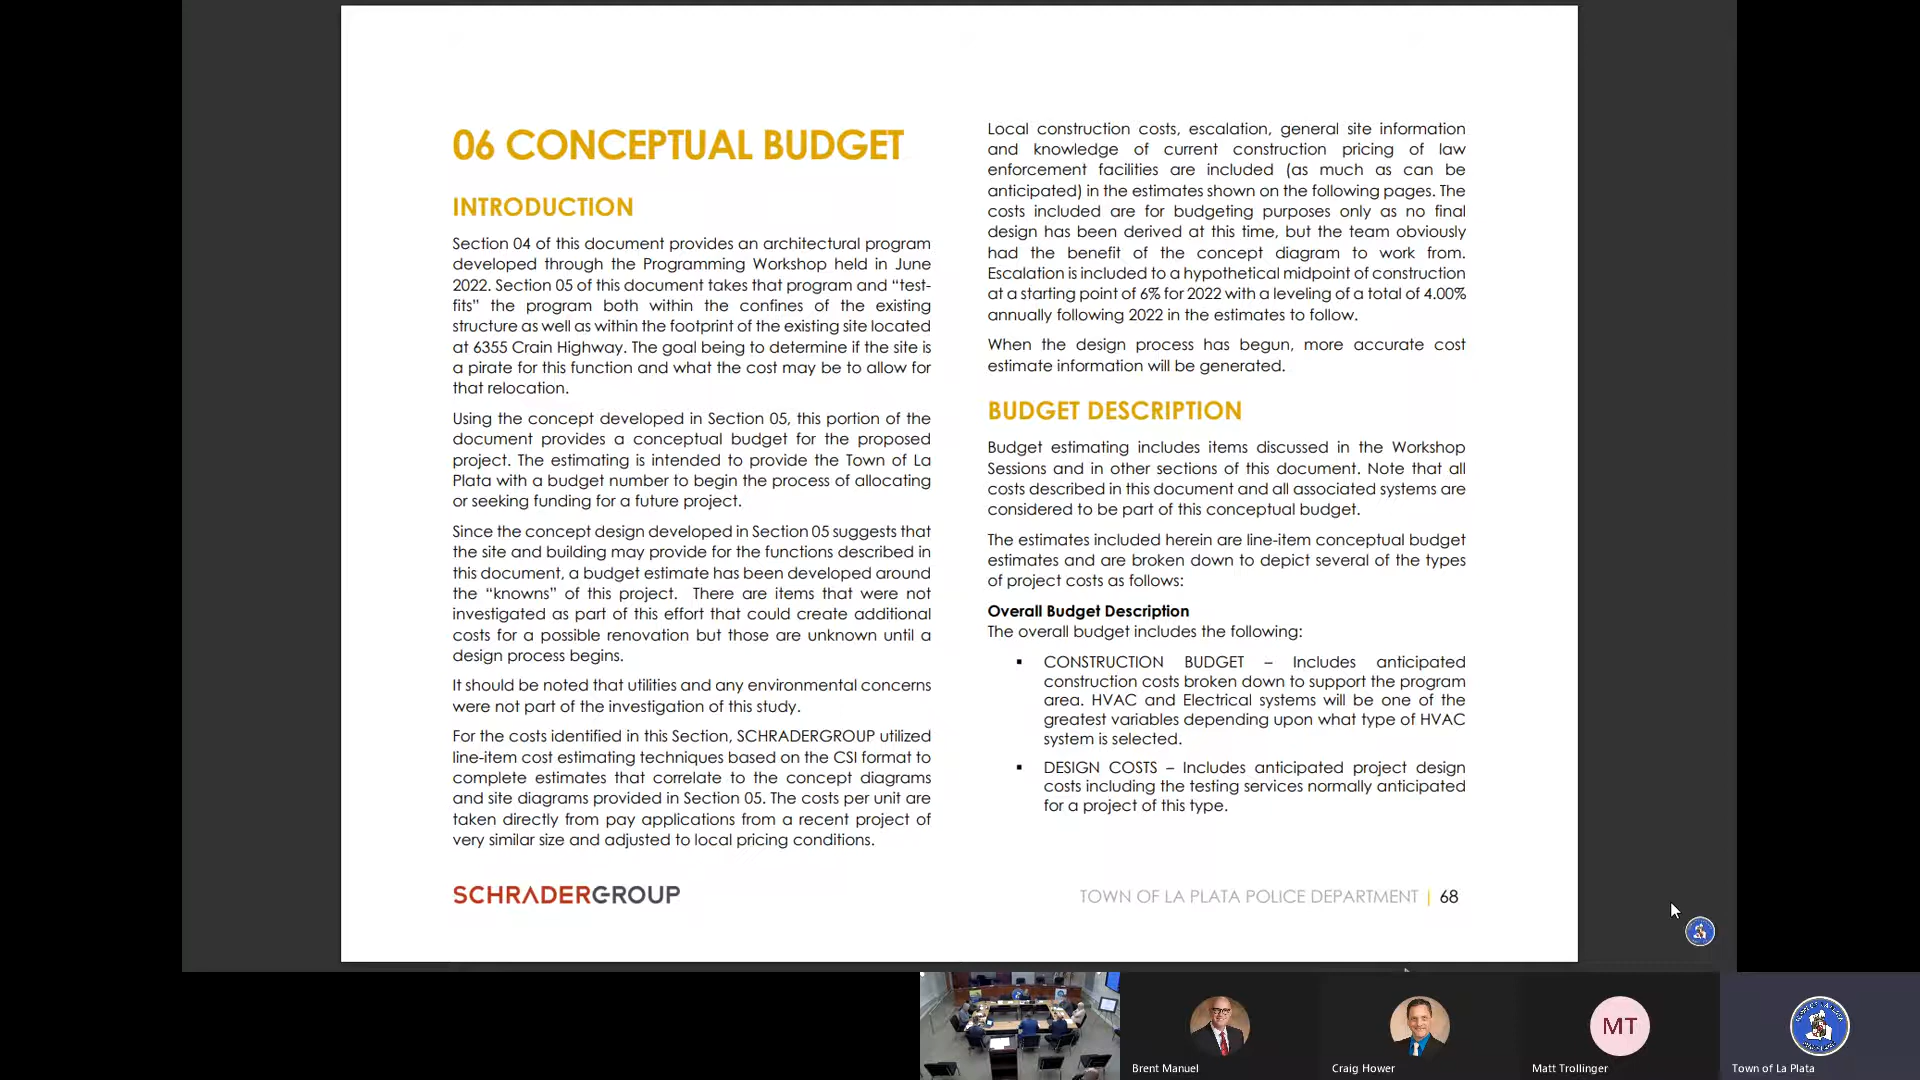 06 CONCEPTUAL BUDGET
INTRODUCTION
Section 04 of this document provides an architectural program
developed through the Programming Workshop held in June
2022. Section 05 of this document takes that program and “test-
fits” the program both within the confines of the existing
structure as well as within the footprint of the existing site located
at 6355 Crain Highway. The goal being to determine if the site is
a pirate for this function and what the cost may be to allow for
that relocation.
Using the concept developed in Section 05, this portion of the
document provides a conceptual budget for the proposed
project. The estimating is intended to provide the Town of La
Plata with a budget number to begin the process of allocating
or seeking funding for a future project.
Since the concept design developed in Section 05 suggests that
the site and building may provide for the functions described in
this document, a budget estimate has been developed around
the “knowns” of this project. There are items that were not
investigated as part of this effort that could create additional
costs for a possible renovation but those are unknown until a
design process begins.
It should be noted that utilities and any environmental concerns
were not part of the investigation of this study.
For the costs identified in this Section, SCHRADERGROUP utilized
line-item cost estimating techniques based on the CSI format to
complete estimates that correlate to the concept diagrams
and site diagrams provided in Section 05. The costs per unit are
taken directly from pay applications from a recent project of
very similar size and adjusted to local pricing conditions.
Local construction costs, escalation, general site information
and knowledge of current construction pricing of law
enforcement facilities are included (as much as can be
anticipated) in the estimates shown on the following pages. The
costs included are for budgeting purposes only as no final
design has been derived at this time, but the team obviously
had the benefit of the concept diagram to work from.
Escalation is included to a hypothetical midpoint of construction
at a starting point of 6% for 2022 with a leveling of a total of 4.00%
annually following 2022 in the estimates to follow.
When the design process has begun, more accurate cost
estimate information will be generated.
BUDGET DESCRIPTION
Budget estimating includes items discussed in the Workshop
Sessions and in other sections of this document. Note that all
costs described in this document and all associated systems are
considered to be part of this conceptual budget.
The estimates included herein are line-item conceptual budget
estimates and are broken down to depict several of the types
of project costs as follows:
Overall Budget Description
The overall budget includes the following:
▪ CONSTRUCTION BUDGET – Includes anticipated
construction costs broken down to support the program
area. HVAC and Electrical systems will be one of the
greatest variables depending upon what type of HVAC
system is selected.
▪ DESIGN COSTS – Includes anticipated project design
costs including the testing services normally anticipated
for a project of this type.
SCHRADERGROUP
TOWN OF LA PLATA POLICE DEPARTMENT | 68
MT
Brent Manuel
Craig Hower
Matt Trollinger
Town of La Plata